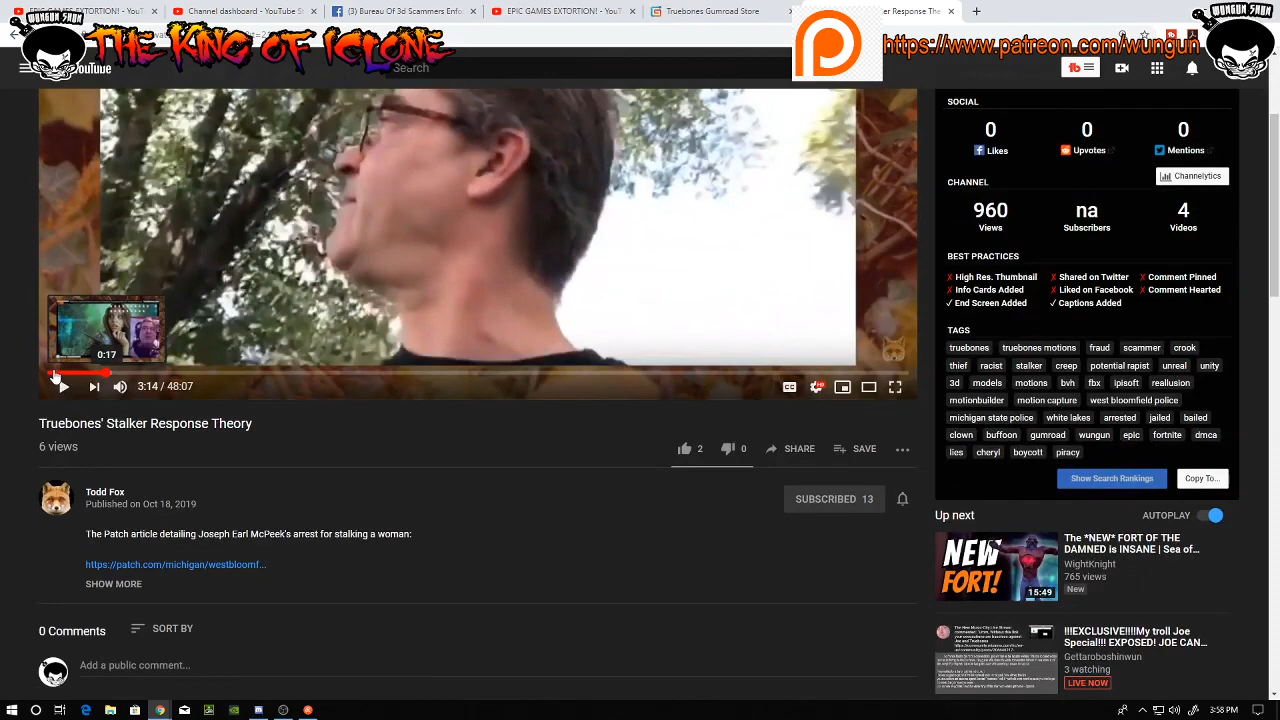 EPIC GAMES EXTORTION! - YouT
Channel dashboard - YouTube St
(3) Bureau Of 3d Scammers
EPIC GAMES EXTORTION! - YouT
Truebones Gum
er Response The
WUNGUN SHUN
THE KING OF ICLONE
https://www.patreon.com/wungun
WUNGUN SHUN
YouTube
Search
tb
SOCIAL
0 0 0
Likes Upvotes Mentions
CHANNEL
Channelytics
960 na 4
Views Subscribers Videos
BEST PRACTICES
✗ High Res. Thumbnail ✗ Shared on Twitter ✗ Comment Pinned
✗ Info Cards Added ✗ Liked on Facebook ✗ Comment Hearted
✓ End Screen Added ✓ Captions Added
TAGS
truebones truebones motions fraud scammer crook
thief racist stalker creep potential rapist unreal unity
3d models motions bvh fbx ipisoft reallusion
motionbuilder motion capture west bloomfield police
michigan state police white lakes arrested jailed bailed
clown buffoon gumroad wungun epic fortnite dmca
lies cheryl boycott piracy
Show Search Rankings Copy To...
0:17
3:14 / 48:07
CC
HD
Truebones' Stalker Response Theory
6 views
2 0 SHARE SAVE
Todd Fox
Published on Oct 18, 2019
SUBSCRIBED 13
The Patch article detailing Joseph Earl McPeek's arrest for stalking a woman:
https://patch.com/michigan/westbloomf...
SHOW MORE
0 Comments SORT BY
Add a public comment...
Up next
AUTOPLAY
NEW FORT!
15:49
The *NEW* FORT OF THE
DAMNED is INSANE | Sea of...
WightKnight
765 views
New
!!!EXCLUSIVE!!!!My troll Joe
Special!!! EXPOSED! JOE CAN...
Gettaroboshinwun
3 watching
LIVE NOW
3:58 PM